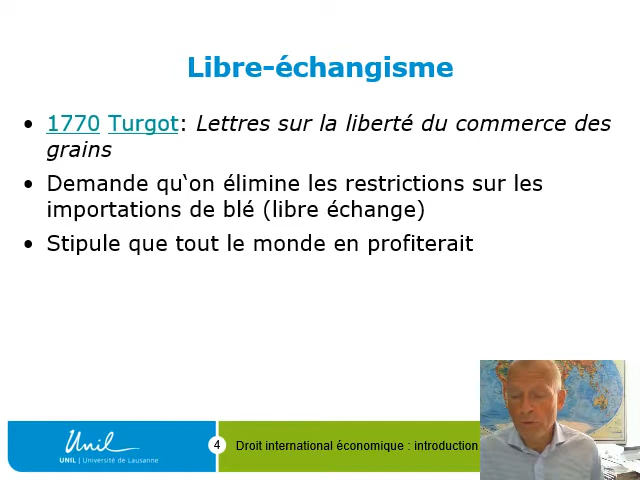 Libre-échangisme
• 1770 Turgot: Lettres sur la liberté du commerce des
grains
• Demande qu‘on élimine les restrictions sur les
importations de blé (libre échange)
• Stipule que tout le monde en profiterait
Unil
UNIL | Université de Lausanne
4
Droit international économique : introduction